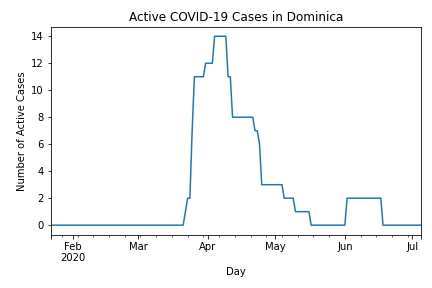 Active COVID-19 Cases in Dominica
Number of Active Cases
14
12
10
8
6
4
2
0
Feb Mar Apr May Jun Jul
2020
Day